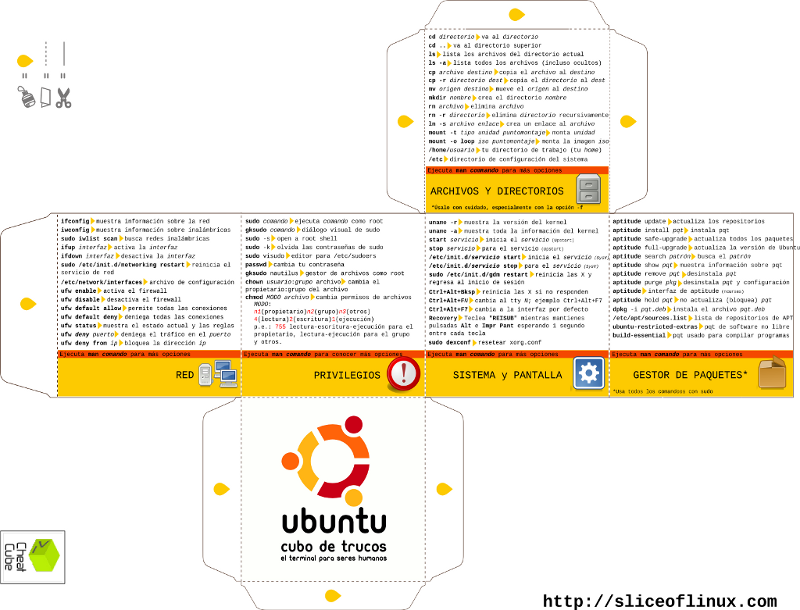 cd directorio va al directorio
cd .. va al directorio superior
ls lista los archivos del directorio actual
ls -a lista todos los archivos (incluso ocultos)
cp archivo destino copia el archivo al destino
cp -r directorio dest copia el directorio al dest
mv origen destino mueve el origen al destino
mkdir nombre crea el directorio nombre
rm archivo elimina archivo
rm -r directorio elimina directorio recursivamente
ln -s archivo enlace crea un enlace al archivo
mount -t tipo unidad puntomontaje monta unidad
mount -o loop iso puntomontaje monta la imagen iso
/home/usuario tu directorio de trabajo (tu home)
/etc directorio de configuración del sistema
Ejecuta man comando para más opciones
ARCHIVOS Y DIRECTORIOS
*Úsalo con cuidado, especialmente con la opción -f
ifconfig muestra información sobre la red
iwconfig muestra información sobre inalámbricos
sudo iwlist scan busca redes inalámbricas
ifup interfaz activa la interfaz
ifdown interfaz desactiva la interfaz
sudo /etc/init.d/networking restart reinicia el
servicio de red
/etc/network/interfaces archivo de configuración
ufw enable activa el firewall
ufw disable desactiva el firewall
ufw default allow permite todas las conexiones
ufw default deny deniega todas las conexiones
ufw status muestra el estado actual y las reglas
ufw deny puerto deniega el tráfico en el puerto
ufw deny from ip bloquea la dirección ip
Ejecuta man comando para más opciones
RED
sudo comando ejecuta comando como root
gksudo comando diálogo visual de sudo
sudo -s open a root shell
sudo -k olvida las contraseñas de sudo
sudo visudo editor para /etc/sudoers
passwd cambia tu contraseña
gksudo nautilus gestor de archivos como root
chown usuario:grupo archivo cambia el
propietario:grupo del archivo
chmod MODO archivo cambia permisos de archivos
MODO:
n1(propietario)n2(grupo)n3(otros)
4(lectura)2(escritura)1(ejecución)
p.e.: 755 lectura-escritura-ejecución para el
propietario, lectura-ejecución para el grupo
y otros.
Ejecuta man comando para conocer más opciones
PRIVILEGIOS
uname -r muestra la versión del kernel
uname -a muestra toda la información del kernel
start servicio inicia el servicio (Upstart)
stop servicio para el servicio (Upstart)
/etc/init.d/servicio start inicia el servicio (SysV)
/etc/init.d/servicio stop para el servicio (SysV)
sudo /etc/init.d/gdm restart reinicia las X y
regresa al inicio de sesión
Ctrl+Alt+Bksp reinicia las X si no responden
Ctrl+Alt+FN cambia al tty N; ejemplo Ctrl+Alt+F7
Ctrl+Alt+F7 cambia a la interfaz por defecto
Recovery Toclea "REISUB" mientras mantienes
pulsadas Alt e Impr Pant esperando 1 segundo
entre cada tecla
sudo dexconf resetear xorg.conf
Ejecuta man comando para más opciones
SISTEMA y PANTALLA
aptitude update actualiza los repositorios
aptitude install pqt instala pqt
aptitude safe-upgrade actualiza todos los paquetes
aptitude full-upgrade actualiza la versión de Ubuntu
aptitude search patrón busca el patrón
aptitude show pqt muestra información sobre pqt
aptitude remove pqt desinstala pqt
aptitude purge pkg desinstala pqt y configuración
aptitude interfaz de aptitude (ncurses)
aptitude hold pqt no actualiza (bloquea) pqt
dpkg -i pqt.deb instala el archivo pqt.deb
/etc/apt/sources.list lista de repositorios de APT
ubuntu-restricted-extras pqt de software no libre
build-essential pqt usado para compilar programas
GESTOR DE PAQUETES*
*Usa todos los comandoss con sudo
ubuntu
cubo de trucos
el terminal para seres humanos
Cheat
Cube
http://sliceoflinux.com